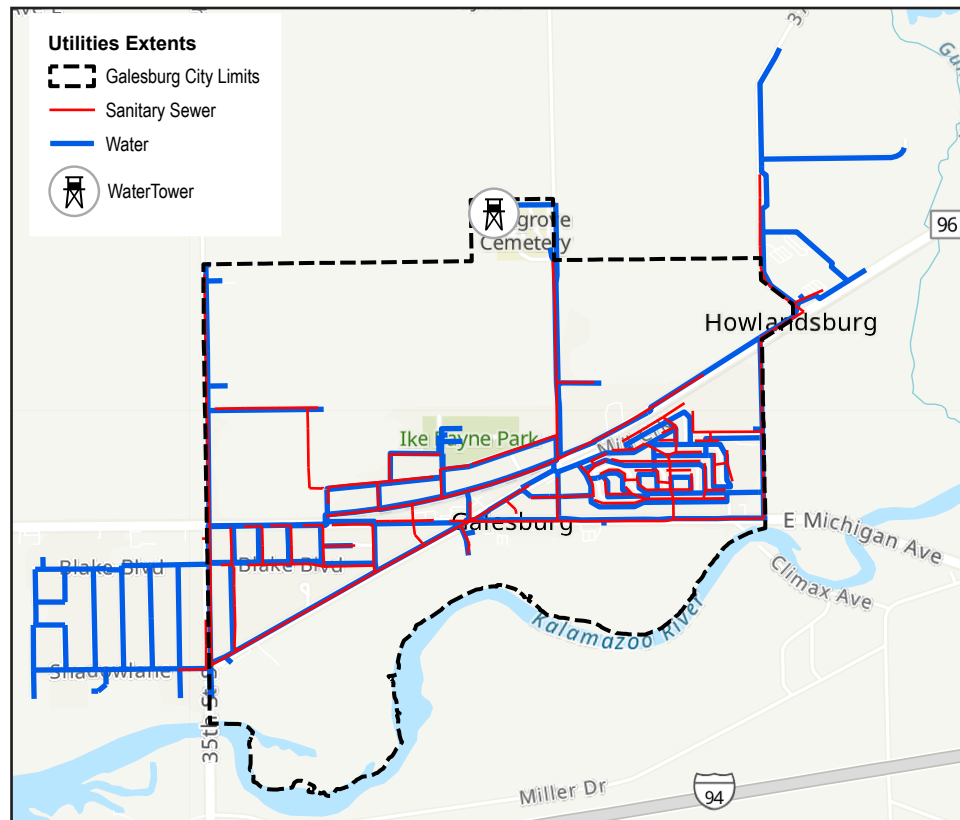 Utilities Extents
Galesburg City Limits
Sanitary Sewer
Water
WaterTower
96
Cemetery
Howlandsburg
Ike Payne Park
Galesburg
E Michigan Ave
Blake Blvd
Blake Blvd
Climax Ave
Kalamazoo River
Shadowlane
35th St S
Miller Dr
94